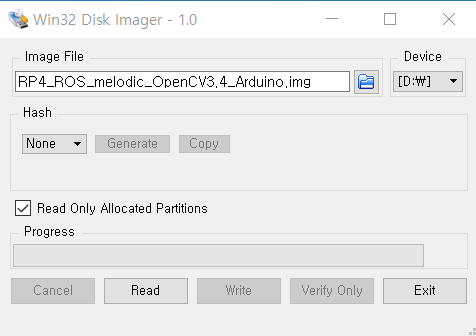 Win32 Disk Imager - 1.0
Image File
Device
RP4_ROS_melodic_OpenCV3,4_Arduino,img
[D:₩]
Hash
None
Generate
Copy
Read Only Allocated Partitions
Progress
Cancel
Read
Write
Verify Only
Exit